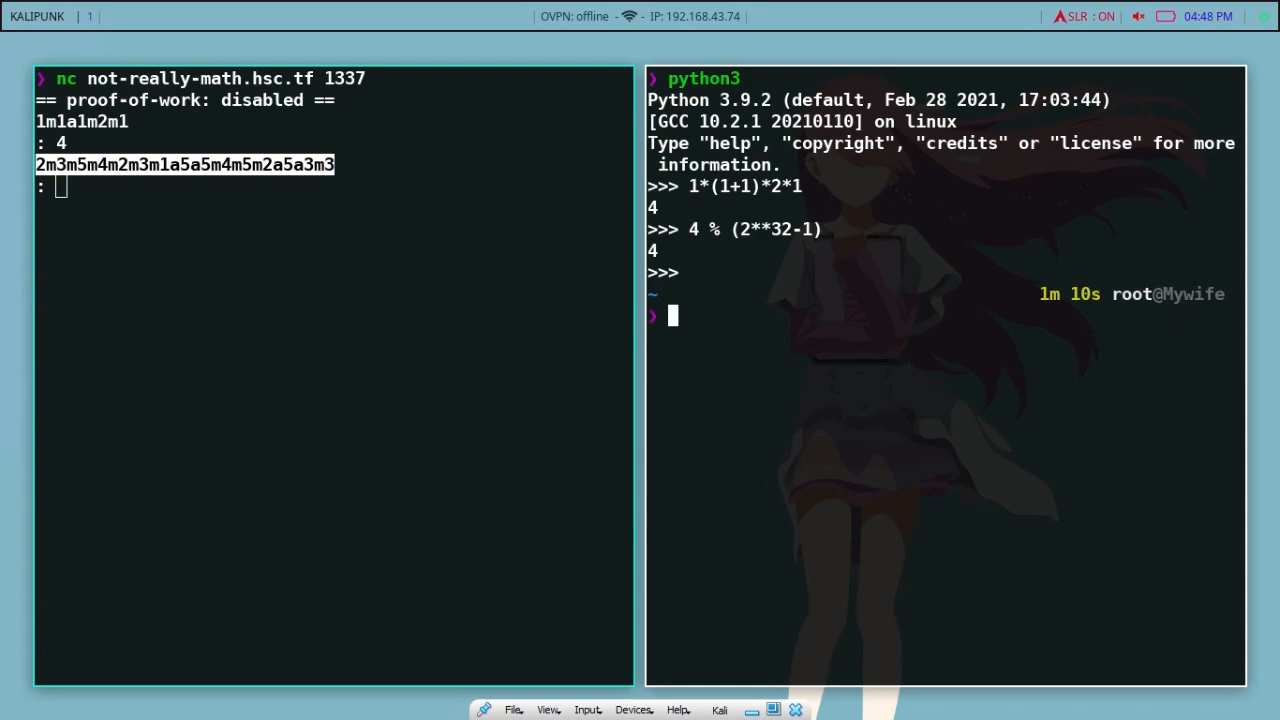 KALIPUNK | 1 |
| OVPN: offline - - IP: 192.168.43.74 |
| SLR : ON | 04:48 PM |
❯ nc not-really-math.hsc.tf 1337
== proof-of-work: disabled ==
1m1a1m2m1
: 4
2m3m5m4m2m3m1a5a5m4m5m2a5a3m3
:
❯ python3
Python 3.9.2 (default, Feb 28 2021, 17:03:44)
[GCC 10.2.1 20210110] on linux
Type "help", "copyright", "credits" or "license" for more
information.
>>> 1*(1+1)*2*1
4
>>> 4 % (2**32-1)
4
>>>
~ 1m 10s root@Mywife
❯
File View Input Devices Help Kali